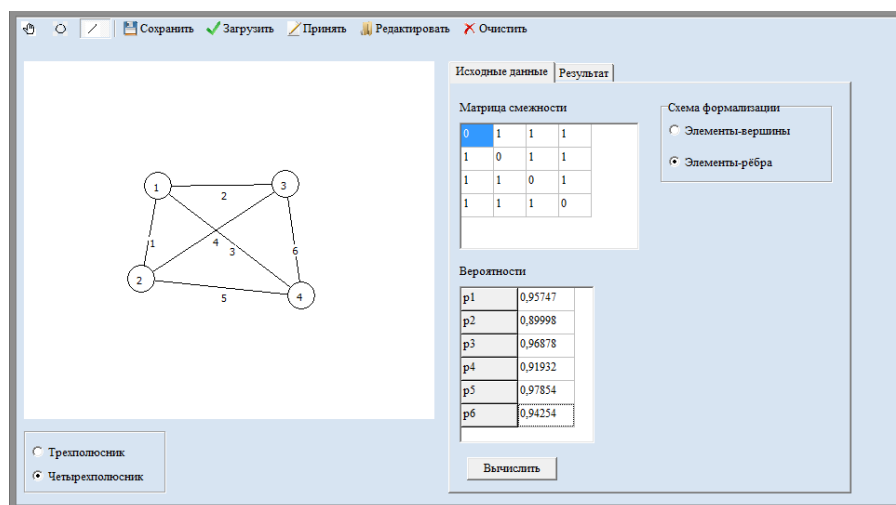 Сохранить Загрузить Принять Редактировать Очистить
Исходные данные Результат
Матрица смежности
0 1 1 1
1 0 1 1
1 1 0 1
1 1 1 0
Схема формализации
Элементы-вершины
Элементы-рёбра
1 3
2
1 4 3 6
2 4
5
Вероятности
p1 0,95747
p2 0,89998
p3 0,96878
p4 0,91932
p5 0,97854
p6 0,94254
Вычислить
Трехполюсник
Четырехполюсник